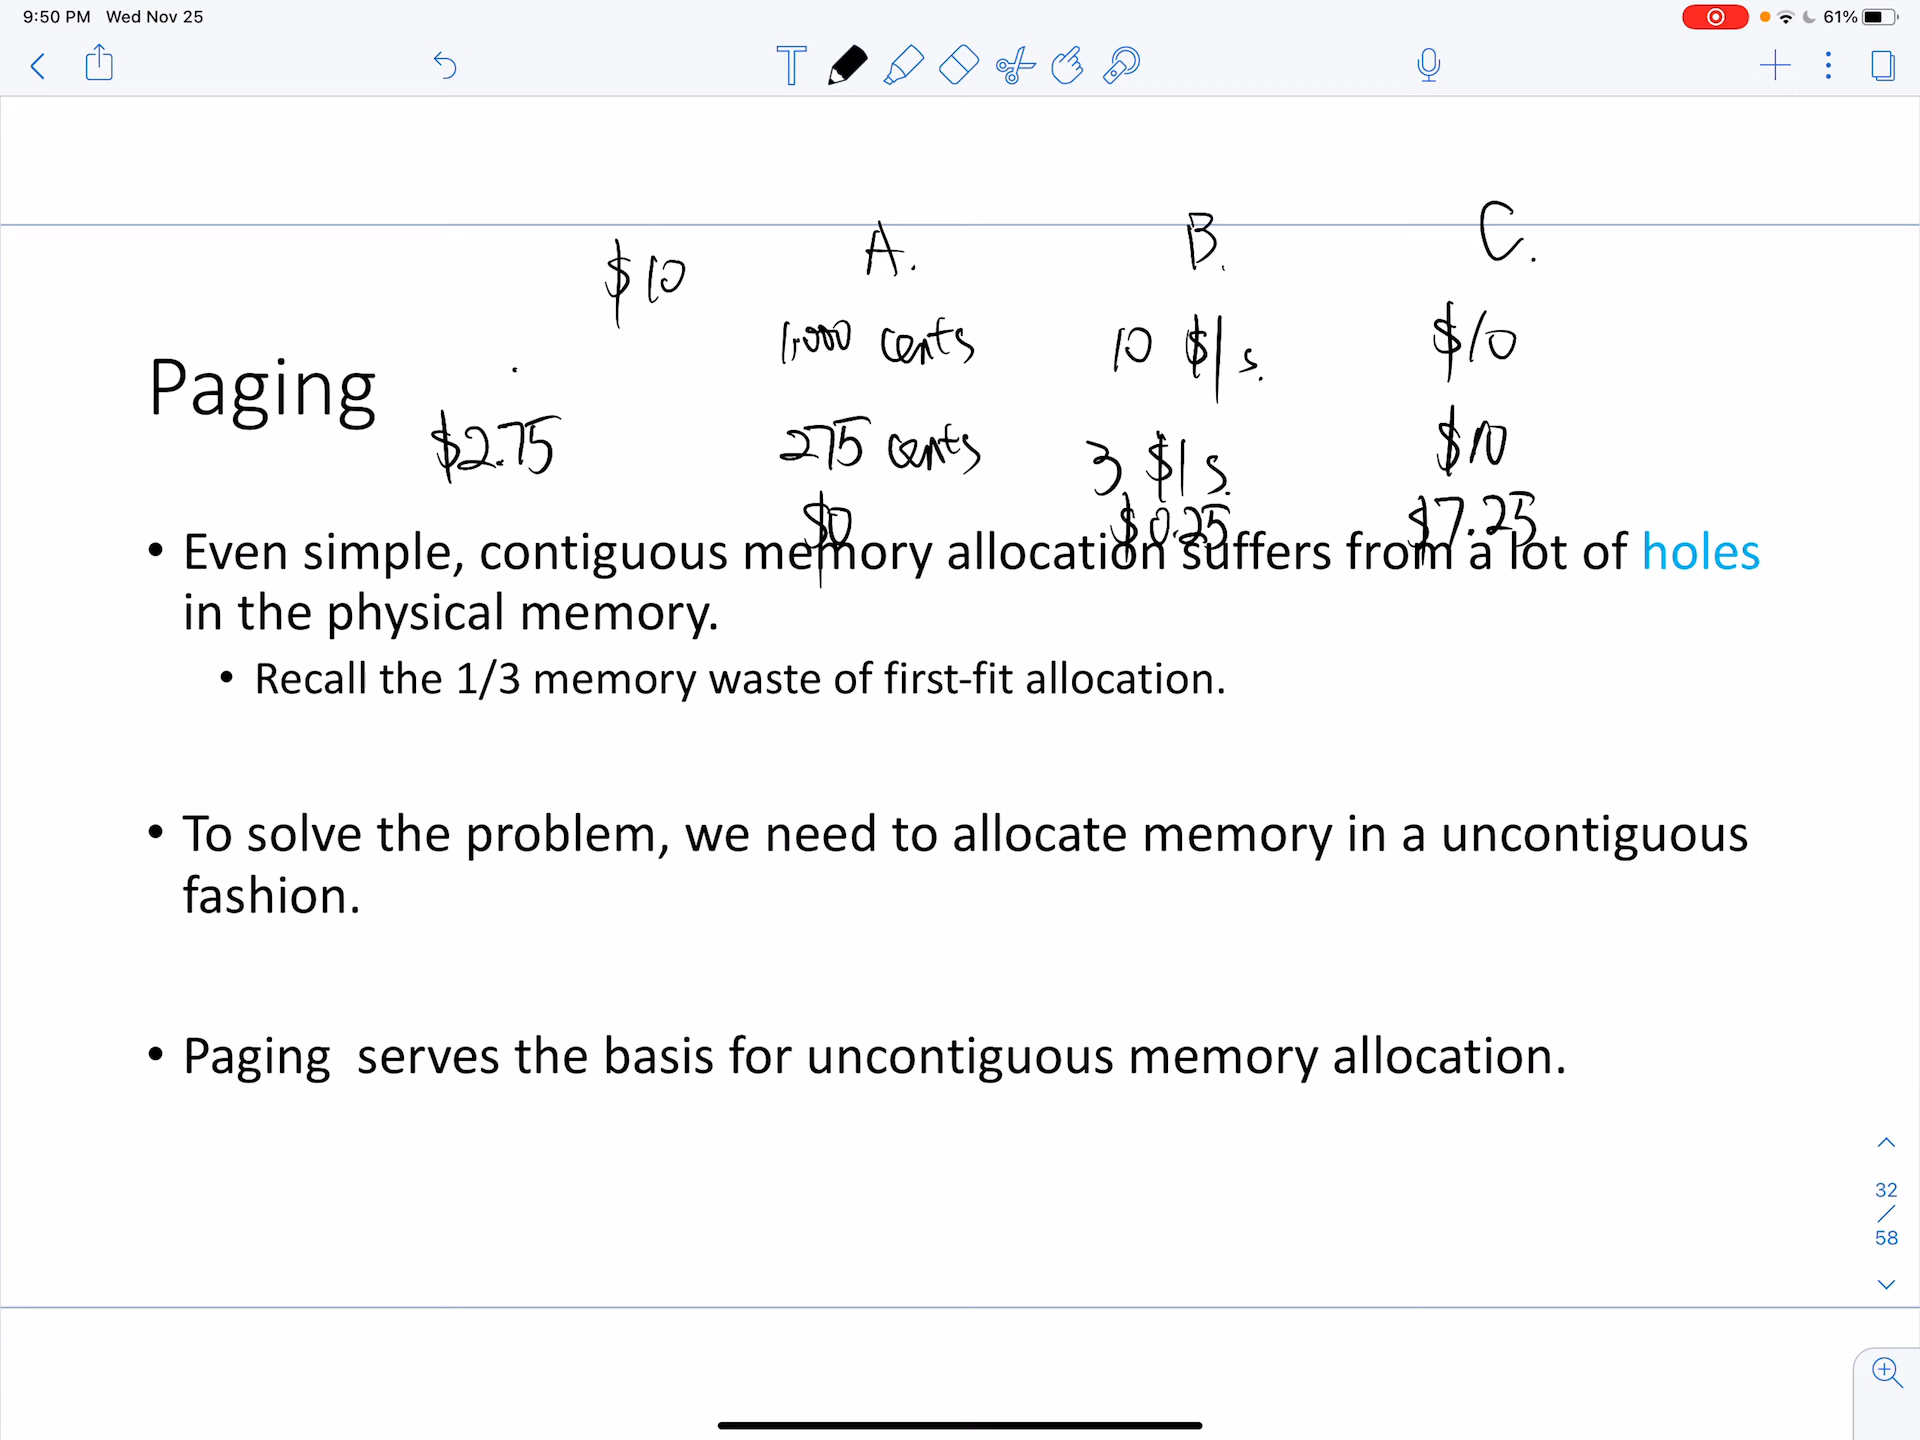 9:50 PM Wed Nov 25
61%
A. B. C.
$10
1,000 cents 10 $1s. $10
Paging
$2.75 275 cents 3 $1s. $10
$0 $0.25 $7.25
• Even simple, contiguous memory allocation suffers from a lot of holes
in the physical memory.
• Recall the 1/3 memory waste of first-fit allocation.
• To solve the problem, we need to allocate memory in a uncontiguous
fashion.
• Paging serves the basis for uncontiguous memory allocation.
32
/
58